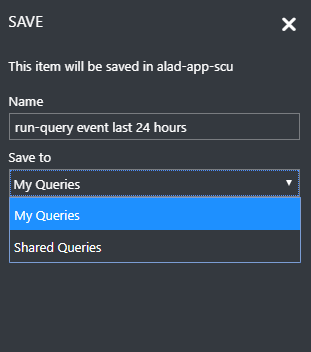 SAVE
This item will be saved in alad-app-scu
Name
run-query event last 24 hours
Save to
My Queries
My Queries
Shared Queries